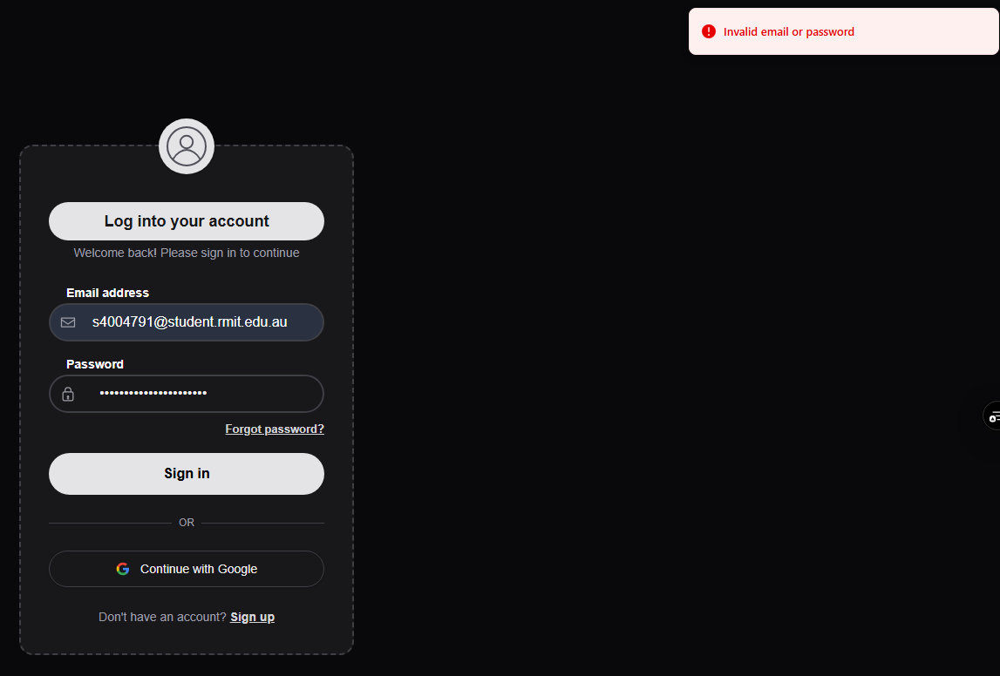 Invalid email or password
Log into your account
Welcome back! Please sign in to continue
Email address
s4004791@student.rmit.edu.au
Password
••••••••••••••••••••••
Forgot password?
Sign in
OR
Continue with Google
Don't have an account? Sign up